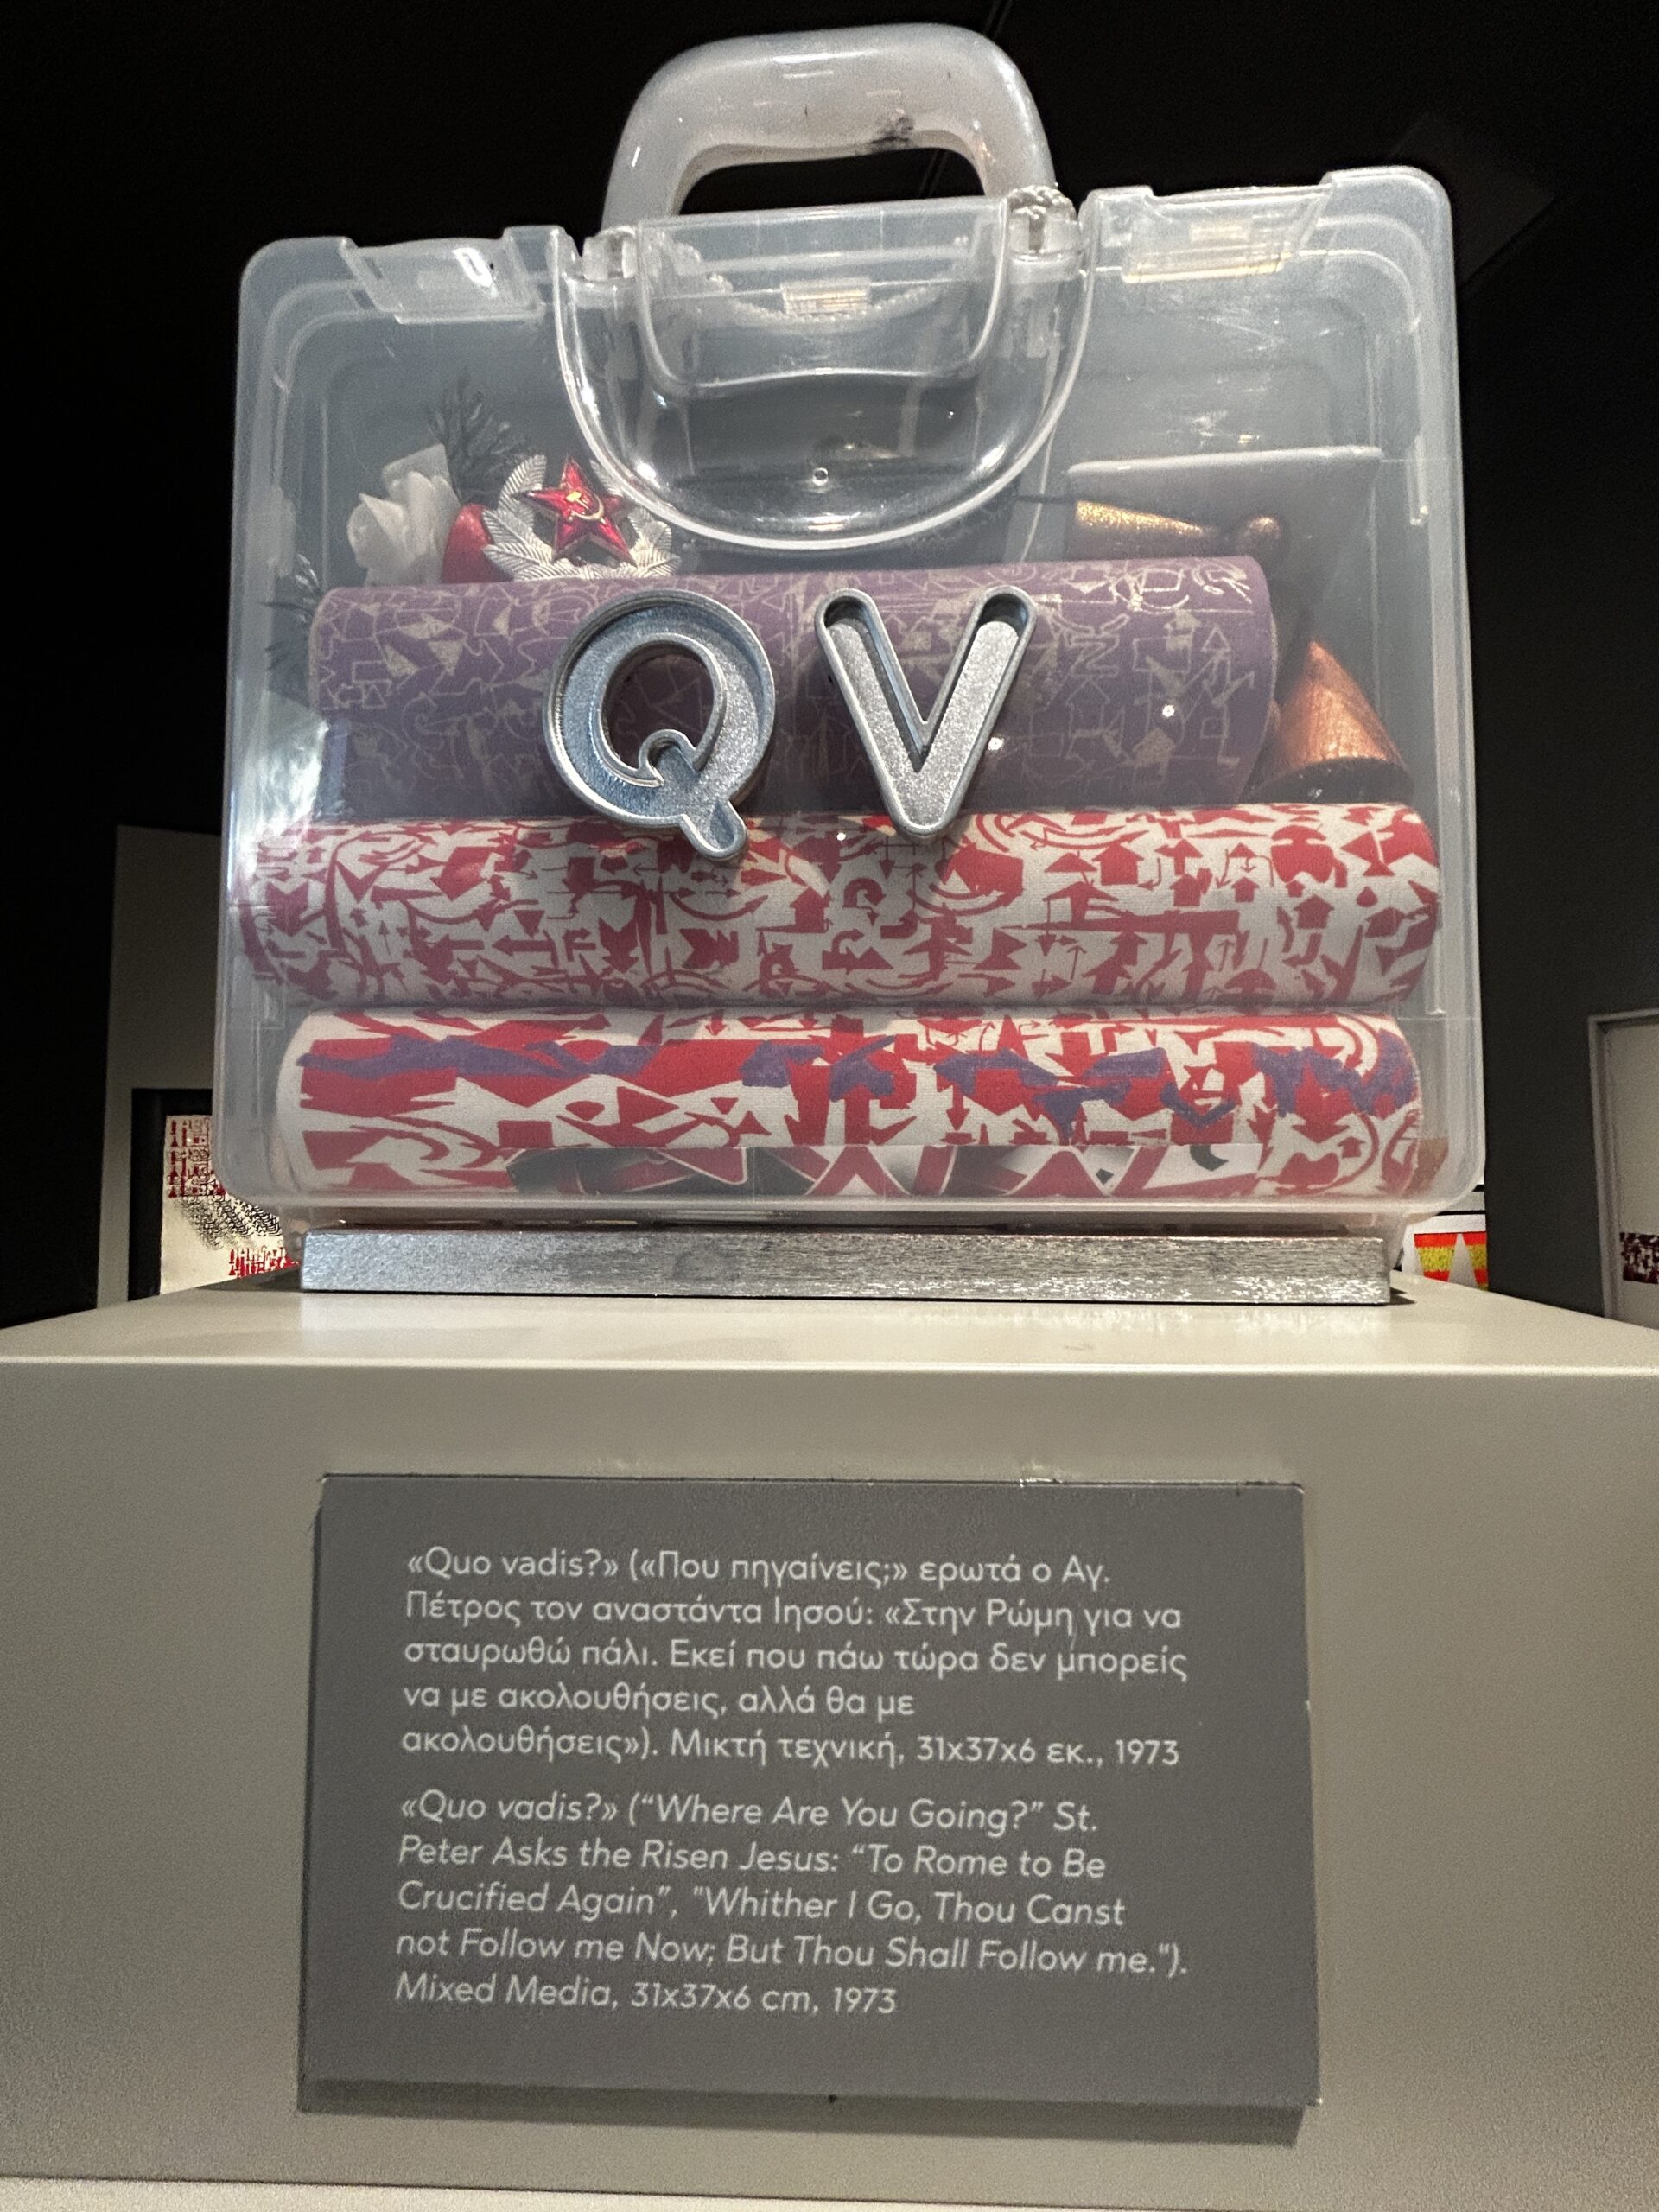 Q V
«Quo vadis?» («Που πηγαίνεις;» ερωτά ο Αγ.
Πέτρος τον αναστάντα Ιησού: «Στην Ρώμη για να
σταυρωθώ πάλι. Εκεί που πάω τώρα δεν μπορείς
να με ακολουθήσεις, αλλά θα με
ακολουθήσεις»). Μικτή τεχνική, 31x37x6 εκ., 1973
«Quo vadis?» (“Where Are You Going?” St.
Peter Asks the Risen Jesus: “To Rome to Be
Crucified Again”, "Whither I Go, Thou Canst
not Follow me Now; But Thou Shall Follow me.").
Mixed Media, 31x37x6 cm, 1973